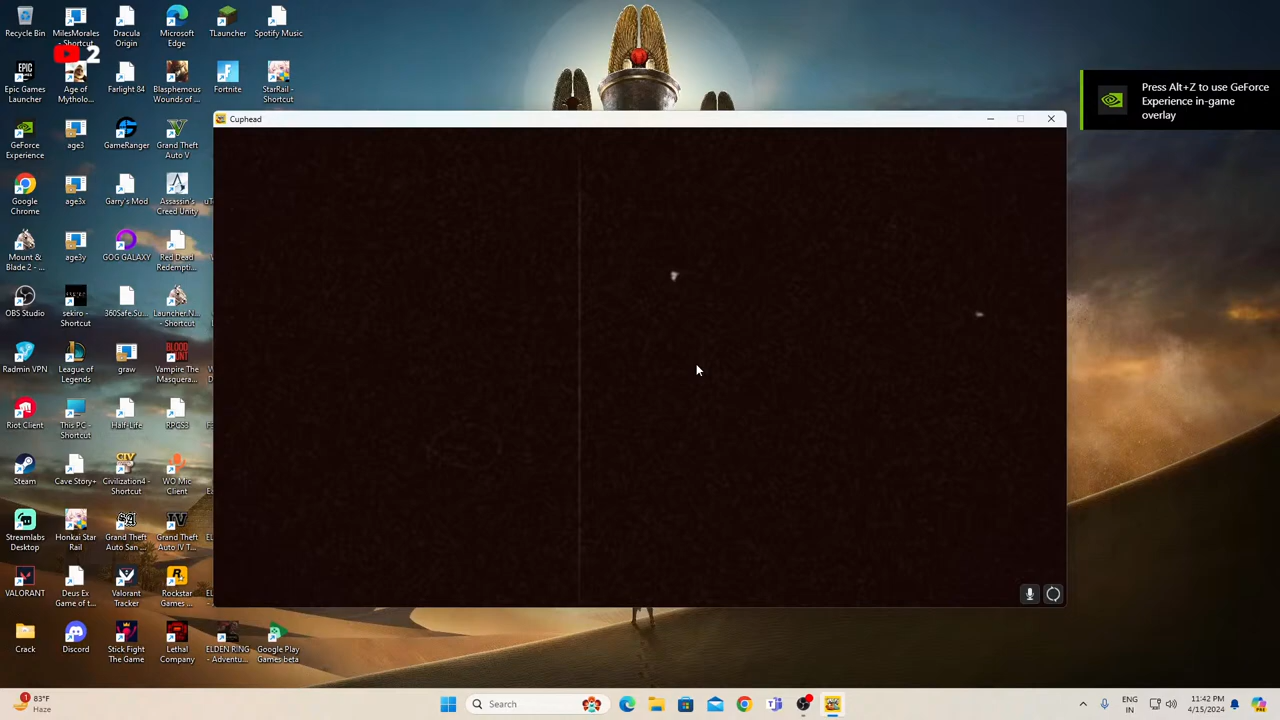 Recycle Bin
MilesMorales
- Shortcut
Dracula
Origin
Microsoft
Edge
TLauncher
Spotify Music
2
Epic Games
Launcher
Age of
Mytholo...
Farlight 84
Blasphemous
Wounds of ...
Fortnite
StarRail -
Shortcut
Press Alt+Z to use GeForce
Experience in-game
overlay
Cuphead
GeForce
Experience
age3
GameRanger
Grand Theft
Auto V
Google
Chrome
age3x
Garry's Mod
Assassin's
Creed Unity
Mount &
Blade 2 - ...
age3y
GOG GALAXY
Red Dead
Redempti...
OBS Studio
sekiro -
Shortcut
360Safe.Su...
Launcher.N...
- Shortcut
Radmin VPN
League of
Legends
graw
Vampire The
Masquera...
Riot Client
This PC -
Shortcut
Half-Life
RPCS3
Steam
Cave Story+
Civilization4 -
Shortcut
WO Mic
Client
Streamlabs
Desktop
Honkai Star
Rail
Grand Theft
Auto San ...
Grand Theft
Auto IV T...
VALORANT
Deus Ex
Game of t...
Valorant
Tracker
Rockstar
Games ...
Crack
Discord
Stick Fight
The Game
Lethal
Company
ELDEN RING
- Adventu...
Google Play
Games beta
1
83°F
Haze
Search
ENG
IN
11:42 PM
4/15/2024